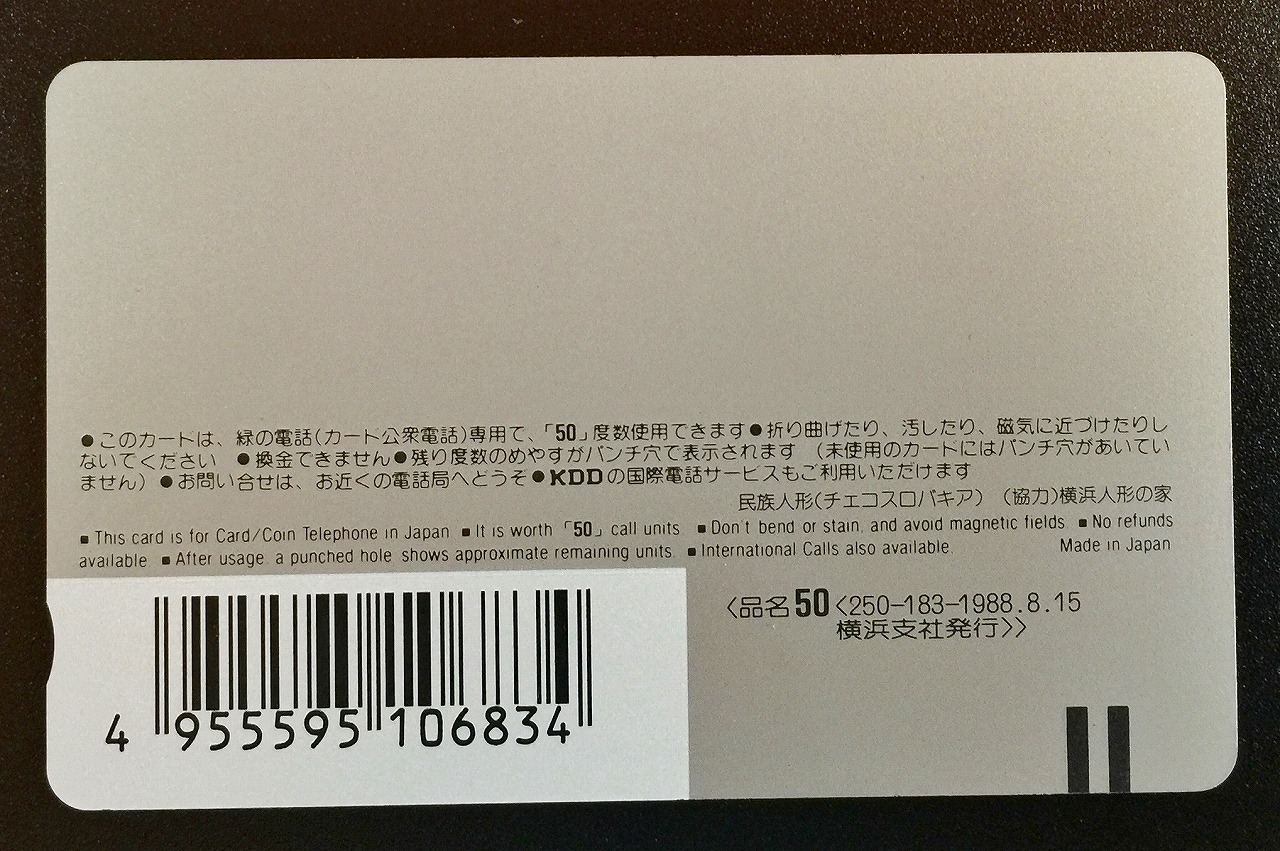 ●このカードは、緑の電話(カード公衆電話)専用で、「50」度数使用できます●折り曲げたり、汚したり、磁気に近づけたりし
ないでください ●換金できません●残り度数のめやすがパンチ穴で表示されます （未使用のカードにはパンチ穴があいてい
ません）●お問い合せは、お近くの電話局へどうぞ●KDDの国際電話サービスもご利用いただけます
民族人形(チェコスロバキア) （協力)横浜人形の家
■This card is for Card/Coin Telephone in Japan ■It is worth 「50」 call units ■Don't bend or stain, and avoid magnetic fields. ■No refunds
available ■After usage, a punched hole shows approximate remaining units. ■International Calls also available. Made in Japan
〈品名50〈250-183-1988.8.15
横浜支社発行〉〉
4 955595 106834